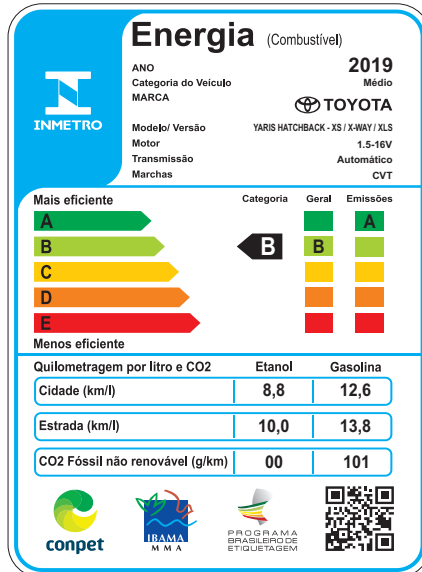 Energia (Combustível)
ANO 2019
Categoria do Veículo Médio
MARCA TOYOTA
INMETRO
Modelo/ Versão YARIS HATCHBACK - XS / X-WAY / XLS
Motor 1.5-16V
Transmissão Automático
Marchas CVT
Mais eficiente Categoria Geral Emissões
A A
B B B
C
D
E
Menos eficiente
Quilometragem por litro e CO2 Etanol Gasolina
Cidade (km/l) 8,8 12,6
Estrada (km/l) 10,0 13,8
CO2 Fóssil não renovável (g/km) 00 101
conpet
IBAMA
MMA
PROGRAMA
BRASILEIRO DE
ETIQUETAGEM